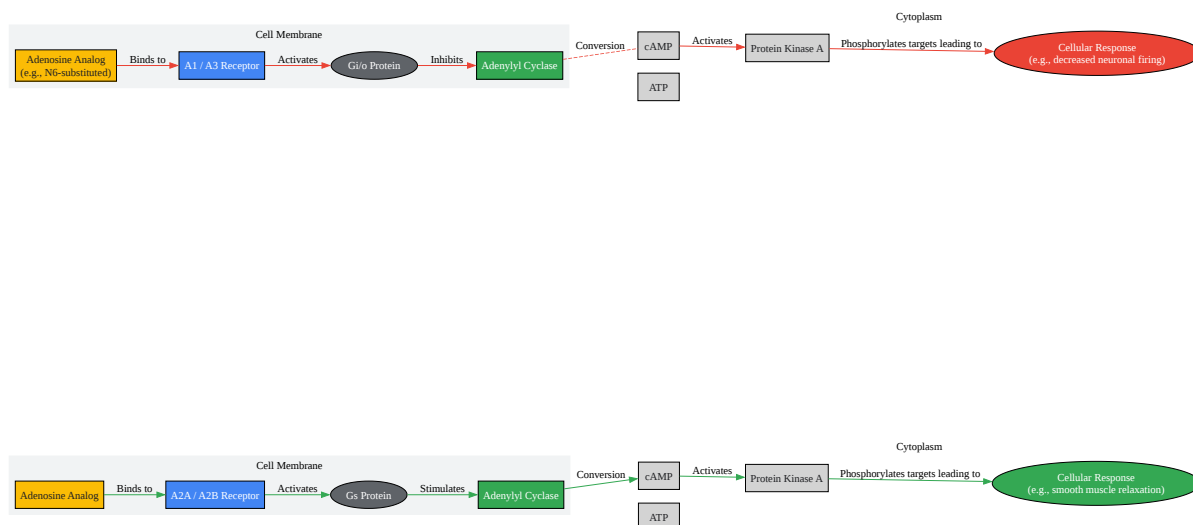 Cytoplasm
Cell Membrane
Adenosine Analog
(e.g., N6-substituted)
Binds to
A1 / A3 Receptor
Activates
Gi/o Protein
Inhibits
Adenylyl Cyclase
Conversion
cAMP
Activates
Protein Kinase A
Phosphorylates targets leading to
Cellular Response
(e.g., decreased neuronal firing)
ATP
Cytoplasm
Cell Membrane
Adenosine Analog
Binds to
A2A / A2B Receptor
Activates
Gs Protein
Stimulates
Adenylyl Cyclase
Conversion
cAMP
Activates
Protein Kinase A
Phosphorylates targets leading to
Cellular Response
(e.g., smooth muscle relaxation)
ATP